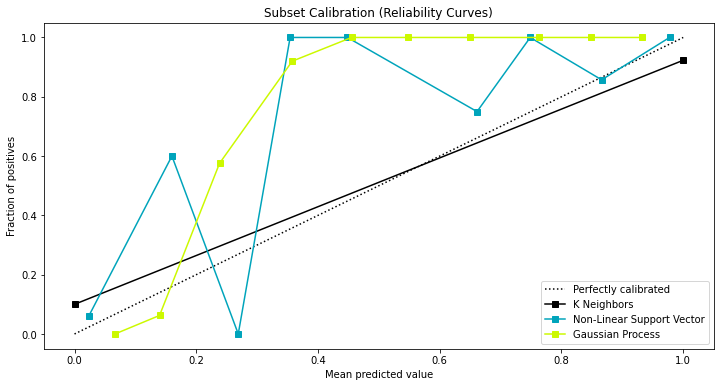 Subset Calibration (Reliability Curves)
Fraction of positives
1.0
0.8
0.6
0.4
0.2
0.0
0.0 0.2 0.4 0.6 0.8 1.0
Mean predicted value
Perfectly calibrated
K Neighbors
Non-Linear Support Vector
Gaussian Process